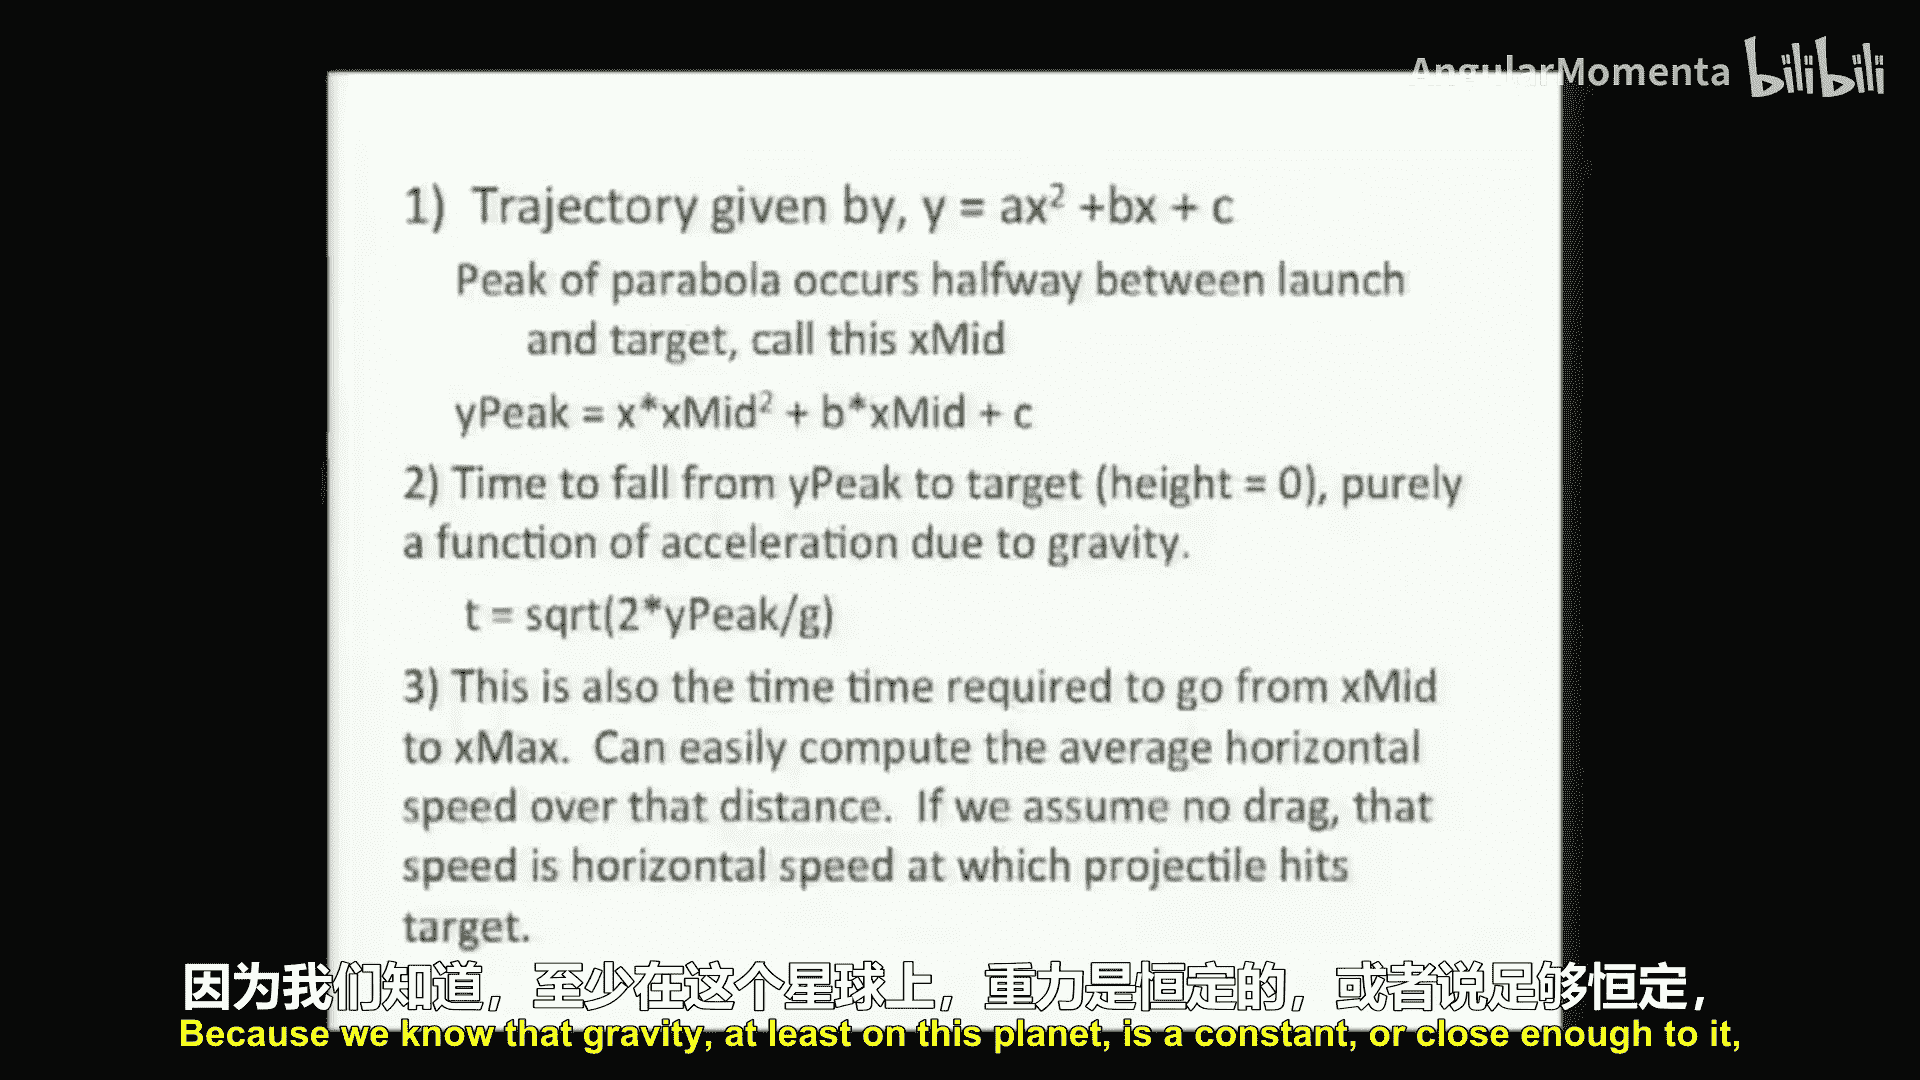 AngularMomenta bilibili
1) Trajectory given by, y = ax² +bx + c
Peak of parabola occurs halfway between launch
and target, call this xMid
yPeak = x*xMid² + b*xMid + c
2) Time to fall from yPeak to target (height = 0), purely
a function of acceleration due to gravity.
t = sqrt(2*yPeak/g)
3) This is also the time time required to go from xMid
to xMax.  Can easily compute the average horizontal
speed over that distance.  If we assume no drag, that
speed is horizontal speed at which projectile hits
target.
因为我们知道，至少在这个星球上，重力是恒定的，或者说足够恒定，
Because we know that gravity, at least on this planet, is a constant, or close enough to it,